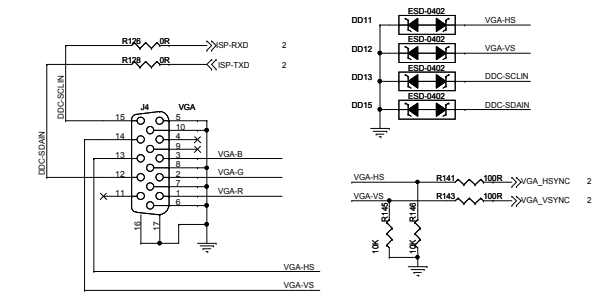 R126 0R ISP-RXD 2
R128 0R ISP-TXD 2
DDC-SCLIN
DDC-SDAIN
J4 VGA
15 5
10
14 4
9
13 3 VGA-B
8
12 2 VGA-G
7
11 1 VGA-R
6
16 17
VGA-HS
VGA-VS
ESD-0402
DD11 VGA-HS
ESD-0402
DD12 VGA-VS
ESD-0402
DD13 DDC-SCLIN
ESD-0402
DD15 DDC-SDAIN
VGA-HS R141 100R VGA_HSYNC 2
VGA-VS R143 100R VGA_VSYNC 2
R145 R146
10K 10K